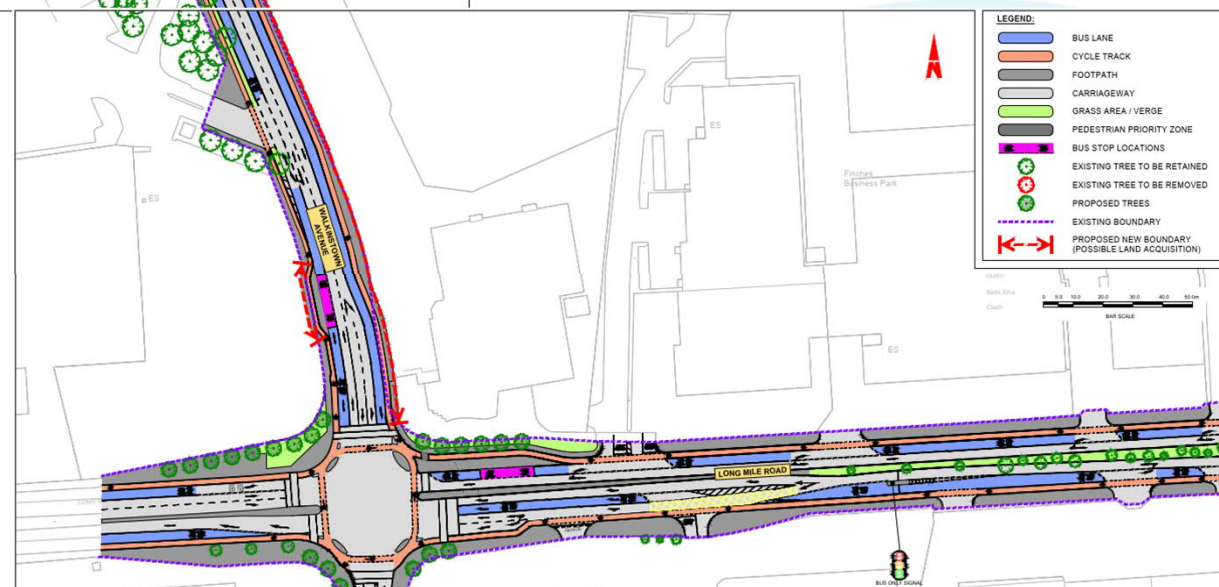 LEGEND:
BUS LANE
CYCLE TRACK
FOOTPATH
CARRIAGEWAY
GRASS AREA / VERGE
PEDESTRIAN PRIORITY ZONE
BUS STOP LOCATIONS
EXISTING TREE TO BE RETAINED
EXISTING TREE TO BE REMOVED
PROPOSED TREES
EXISTING BOUNDARY
PROPOSED NEW BOUNDARY
(POSSIBLE LAND ACQUISITION)
ES
Finches
Business Park
ES
WALKINSTOWN
AVENUE
0 5.0 10.0 20.0 30.0 40.0 50.0m
BAR SCALE
ES
LONG MILE ROAD
BUS ONLY SIGNAL